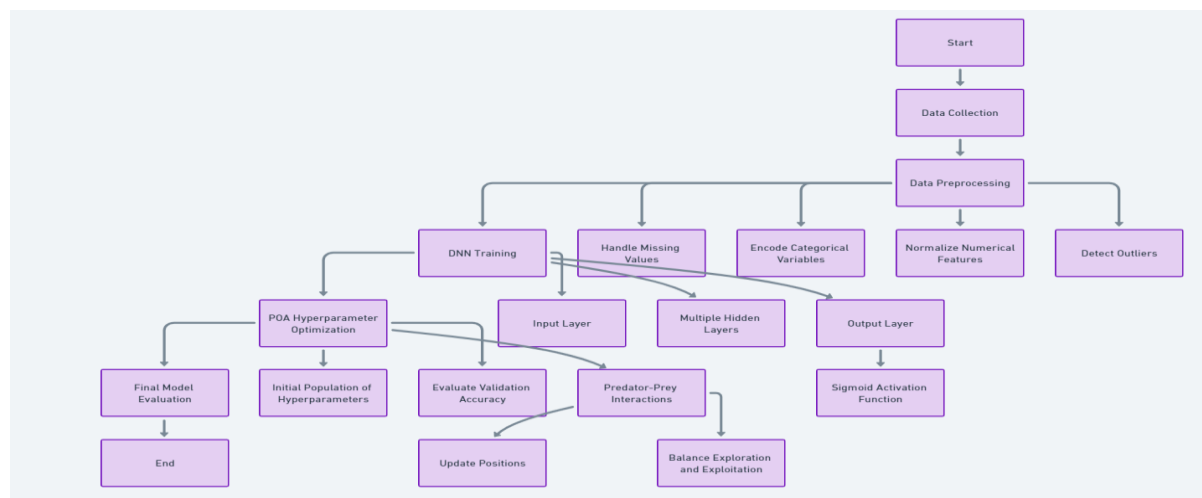 Start
Data Collection
Data Preprocessing
DNN Training
Handle Missing
Values
Encode Categorical
Variables
Normalize Numerical
Features
Detect Outliers
POA Hyperparameter
Optimization
Input Layer
Multiple Hidden
Layers
Output Layer
Final Model
Evaluation
Initial Population of
Hyperparameters
Evaluate Validation
Accuracy
Predator-Prey
Interactions
Sigmoid Activation
Function
End
Update Positions
Balance Exploration
and Exploitation